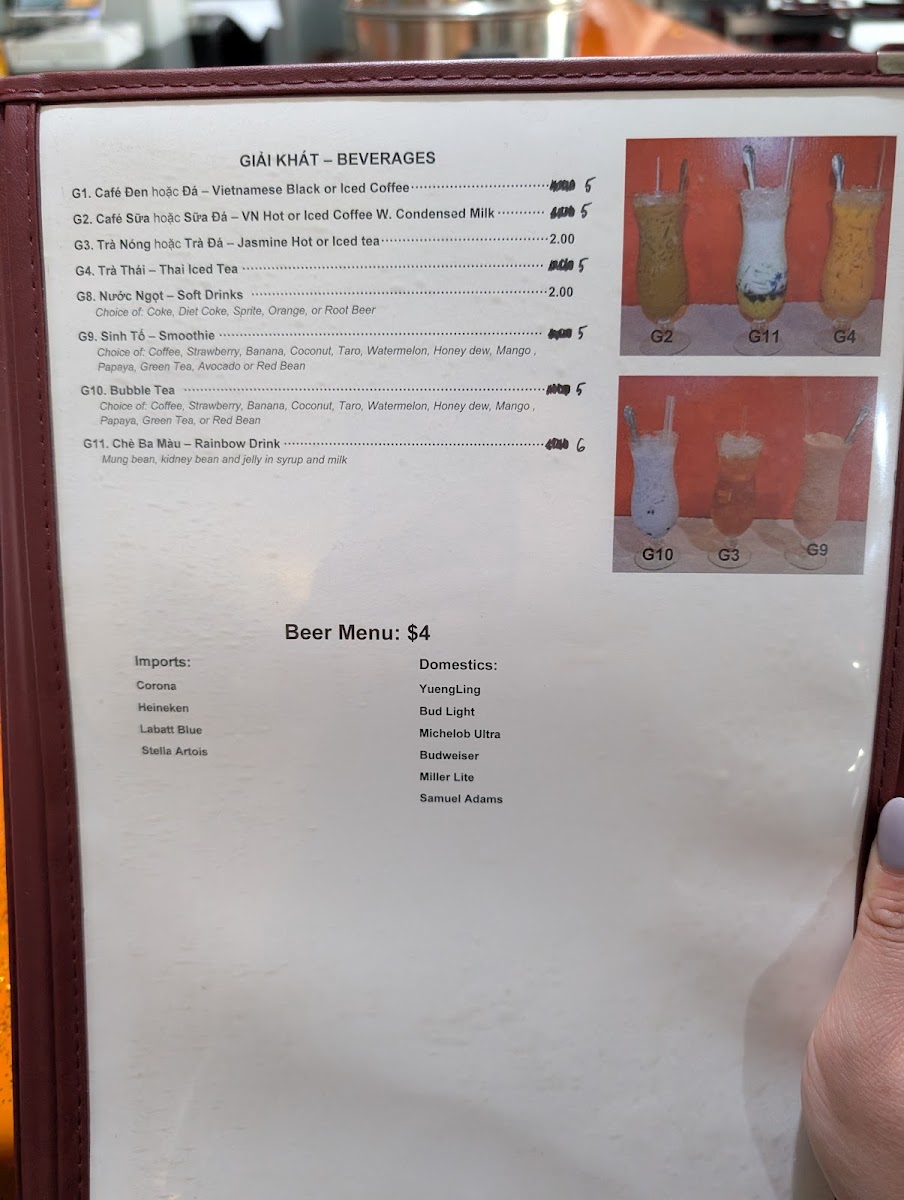 GIẢI KHÁT – BEVERAGES
G1. Café Đen hoặc Đá – Vietnamese Black or Iced Coffee 5
G2. Café Sữa hoặc Sữa Đá – VN Hot or Iced Coffee W. Condensed Milk 5
G3. Trà Nóng hoặc Trà Đá – Jasmine Hot or Iced tea 2.00
G4. Trà Thái – Thai Iced Tea 5
G8. Nước Ngọt – Soft Drinks 2.00
Choice of: Coke, Diet Coke, Sprite, Orange, or Root Beer
G9. Sinh Tố – Smoothie 5
Choice of: Coffee, Strawberry, Banana, Coconut, Taro, Watermelon, Honey dew, Mango ,
Papaya, Green Tea, Avocado or Red Bean
G10. Bubble Tea 5
Choice of: Coffee, Strawberry, Banana, Coconut, Taro, Watermelon, Honey dew, Mango ,
Papaya, Green Tea, or Red Bean
G11. Chè Ba Màu – Rainbow Drink 6
Mung bean, kidney bean and jelly in syrup and milk
G2 G11 G4
G10 G3 G9
Beer Menu: $4
Imports:
Corona
Heineken
Labatt Blue
Stella Artois
Domestics:
YuengLing
Bud Light
Michelob Ultra
Budweiser
Miller Lite
Samuel Adams